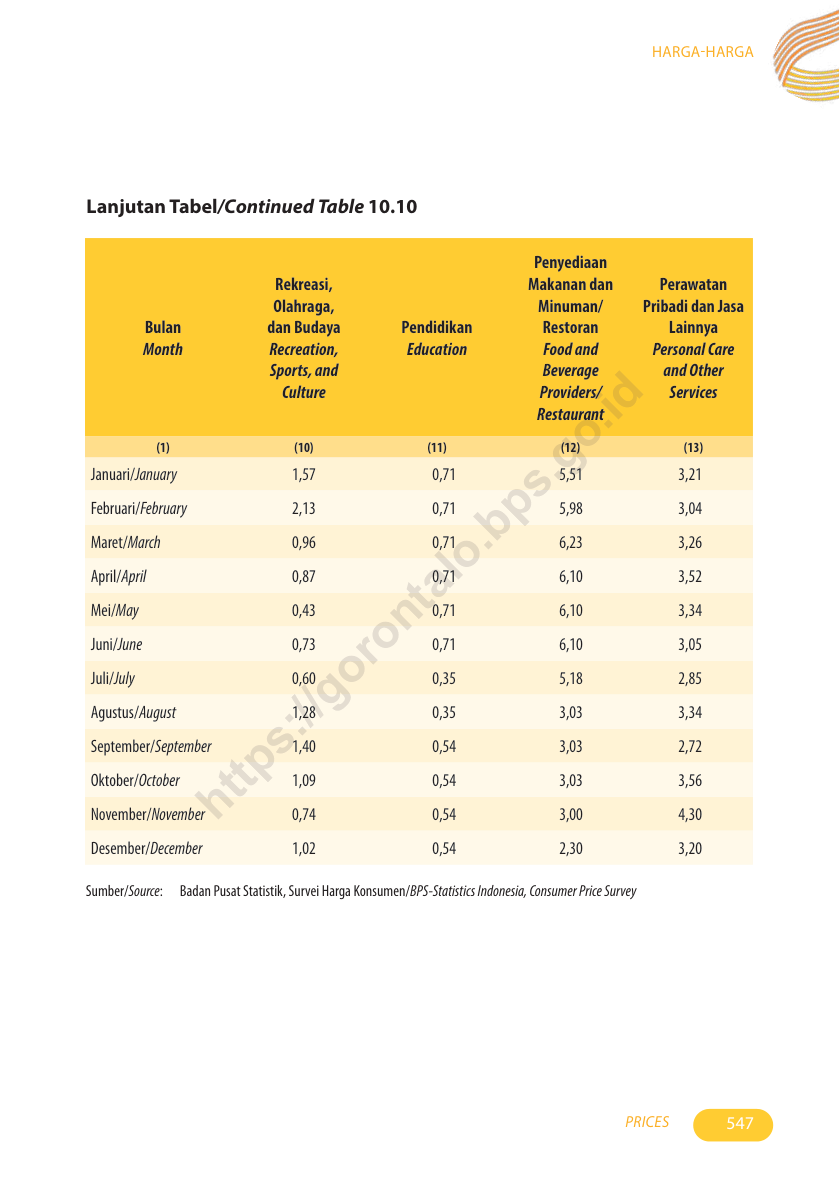 HARGA-HARGA
Lanjutan Tabel/Continued Table 10.10
Bulan
Month
Rekreasi,
Olahraga,
dan Budaya
Recreation,
Sports, and
Culture
Pendidikan
Education
Penyediaan
Makanan dan
Minuman/
Restoran
Food and
Beverage
Providers/
Restaurant
Perawatan
Pribadi dan Jasa
Lainnya
Personal Care
and Other
Services
(1) (10) (11) (12) (13)
Januari/January 1,57 0,71 5,51 3,21
Februari/February 2,13 0,71 5,98 3,04
Maret/March 0,96 0,71 6,23 3,26
April/April 0,87 0,71 6,10 3,52
Mei/May 0,43 0,71 6,10 3,34
Juni/June 0,73 0,71 6,10 3,05
Juli/July 0,60 0,35 5,18 2,85
Agustus/August 1,28 0,35 3,03 3,34
September/September 1,40 0,54 3,03 2,72
Oktober/October 1,09 0,54 3,03 3,56
November/November 0,74 0,54 3,00 4,30
Desember/December 1,02 0,54 2,30 3,20
Sumber/Source: Badan Pusat Statistik, Survei Harga Konsumen/BPS-Statistics Indonesia, Consumer Price Survey
https://gorontalo.bps.go.id
PRICES 547